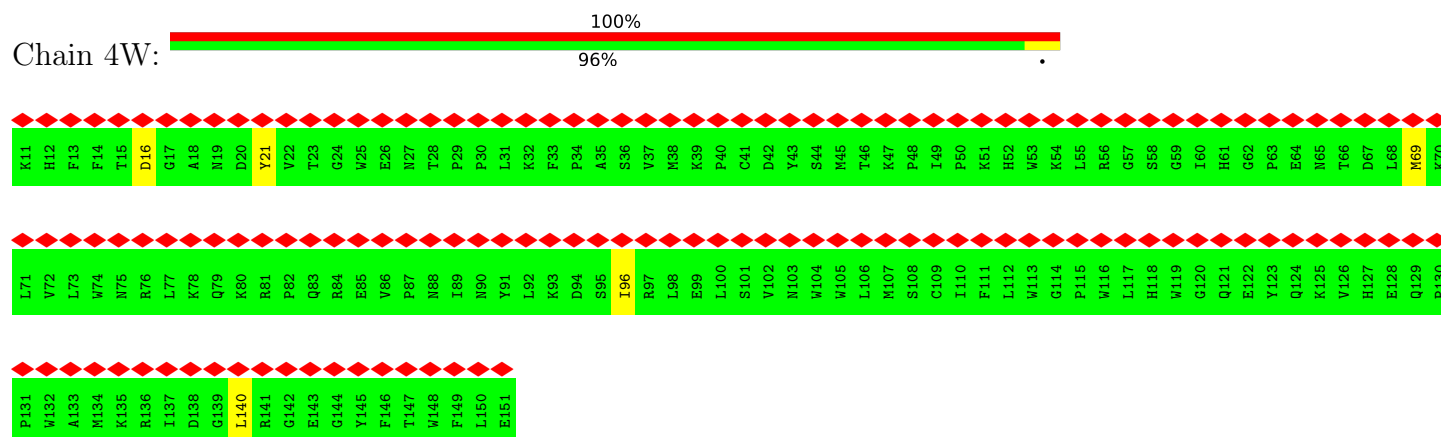 100%
Chain 4W:
96%
.
K11 H12 F13 F14 T15 D16 G17 A18 N19 D20 Y21 V22 T23 G24 W25 E26 N27 T28 P29 P30 L31 K32 F33 P34 A35 S36 V37 M38 K39 P40 C41 D42 Y43 S44 M45 T46 K47 P48 I49 P50 K51 H52 W53 K54 L55 R56 G57 S58 G59 I60 H61 G62 P63 E64 N65 T66 D67 L68 M69 K70
L71 V72 L73 W74 N75 R76 L77 K78 Q79 K80 R81 P82 Q83 R84 E85 V86 P87 N88 I89 N90 Y91 L92 K93 D94 S95 I96 R97 L98 E99 L100 S101 V102 N103 W104 W105 L106 M107 S108 C109 I110 F111 L112 W113 G114 P115 W116 L117 H118 W119 G120 Q121 E122 Y123 Q124 K125 V126 H127 E128 Q129 P130
P131 W132 A133 M134 K135 R136 I137 D138 G139 L140 R141 G142 E143 G144 Y145 F146 T147 W148 F149 L150 E151